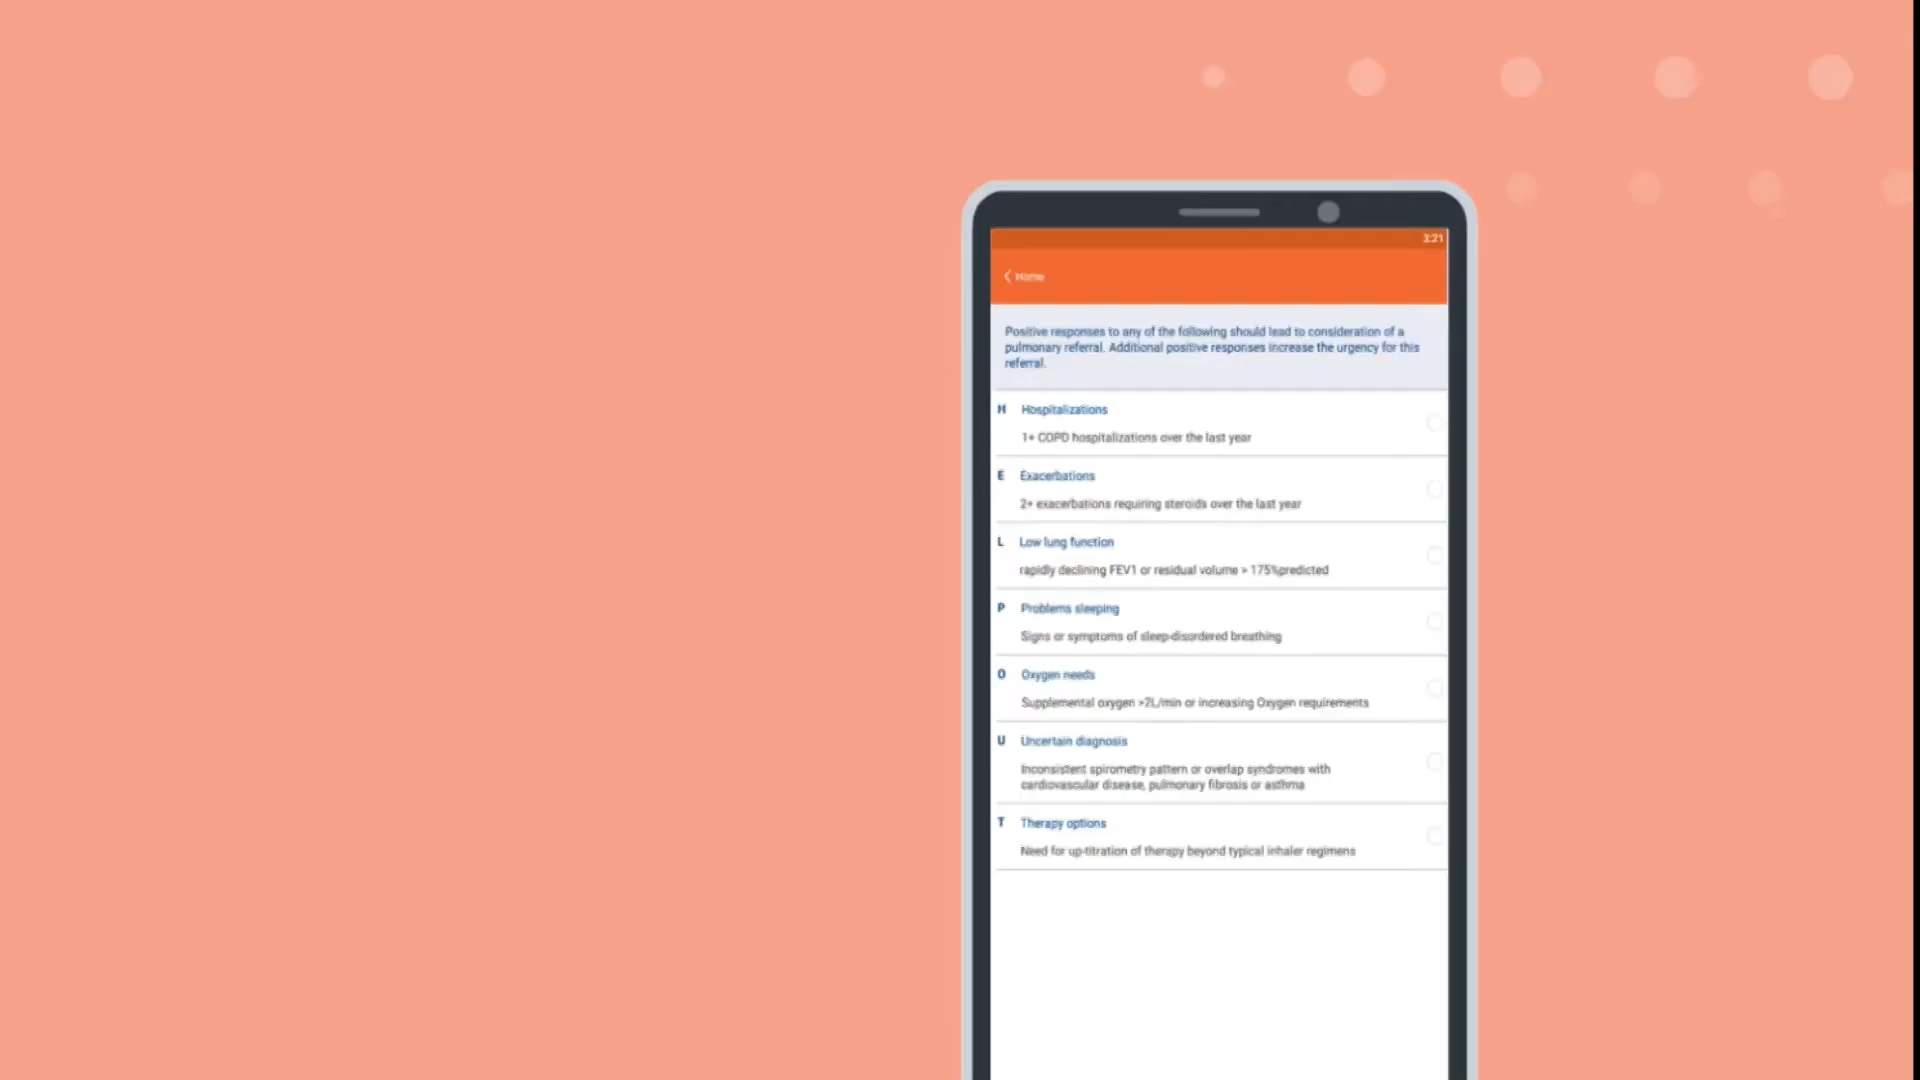 3:21
Home
Positive responses to any of the following should lead to consideration of a
pulmonary referral. Additional positive responses increase the urgency for this
referral.
H Hospitalizations
1+ COPD hospitalizations over the last year
E Exacerbations
2+ exacerbations requiring steroids over the last year
L Low lung function
rapidly declining FEV1 or residual volume > 175%predicted
P Problems sleeping
Signs or symptoms of sleep-disordered breathing
O Oxygen needs
Supplemental oxygen >2L/min or increasing Oxygen requirements
U Uncertain diagnosis
Inconsistent spirometry pattern or overlap syndromes with
cardiovascular disease, pulmonary fibrosis or asthma
T Therapy options
Need for up-titration of therapy beyond typical inhaler regimens